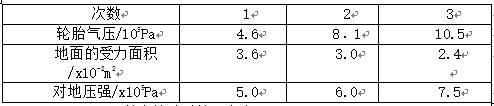 次数 1 2 3
轮胎气压/10⁵Pa 4.6 8.1 10.5
地面的受力面积 3.6 3.0 2.4
/x10⁻²m²
对地压强/x10⁵Pa 5.0 6.0 7.5